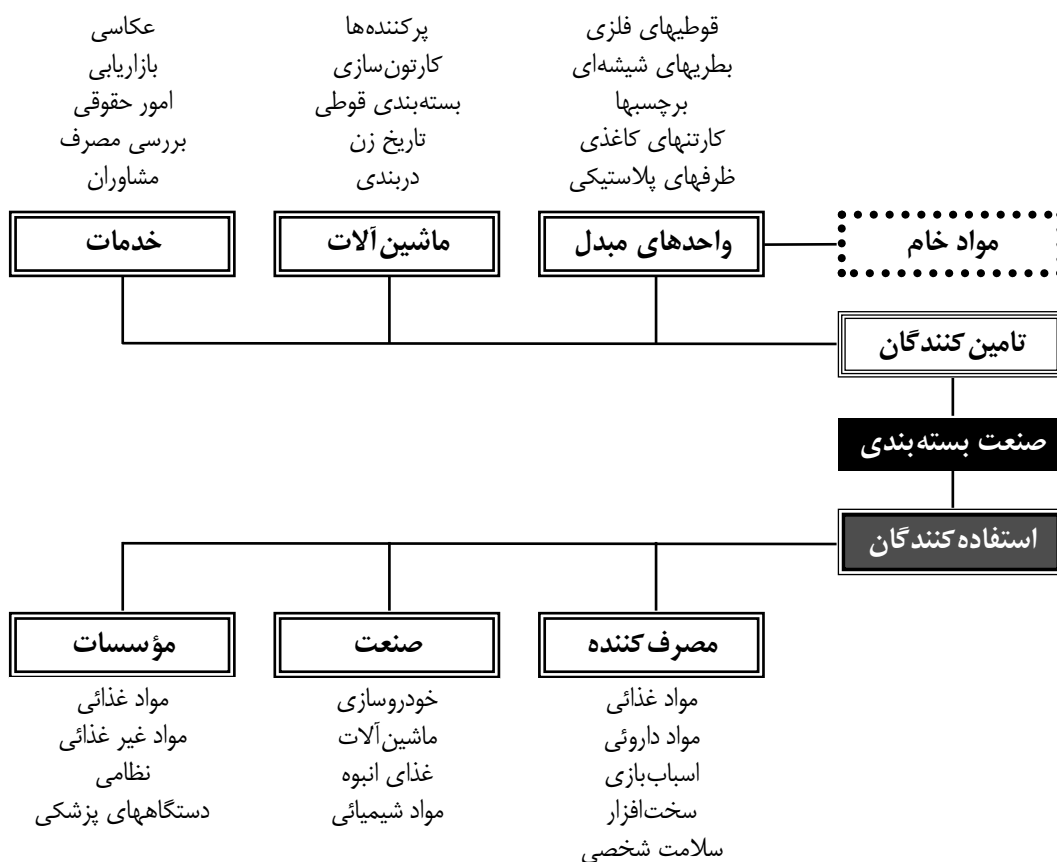 قوطیهای فلزی
بطریهای شیشه‌ای
برچسبها
کارتنهای کاغذی
ظرفهای پلاستیکی
پرکننده‌ها
کارتون‌سازی
بسته‌بندی قوطی
تاریخ زن
دربندی
عکاسی
بازاریابی
امور حقوقی
بررسی مصرف
مشاوران
مواد خام
واحدهای مبدل
ماشین‌آلات
خدمات
تامین‌کنندگان
صنعت بسته‌بندی
استفاده‌کنندگان
مصرف‌کننده
صنعت
مؤسسات
مواد غذائی
مواد داروئی
اسباب‌بازی
سخت‌افزار
سلامت شخصی
خودروسازی
ماشین‌آلات
غذای انبوه
مواد شیمیائی
مواد غذائی
مواد غیر غذائی
نظامی
دستگاههای پزشکی